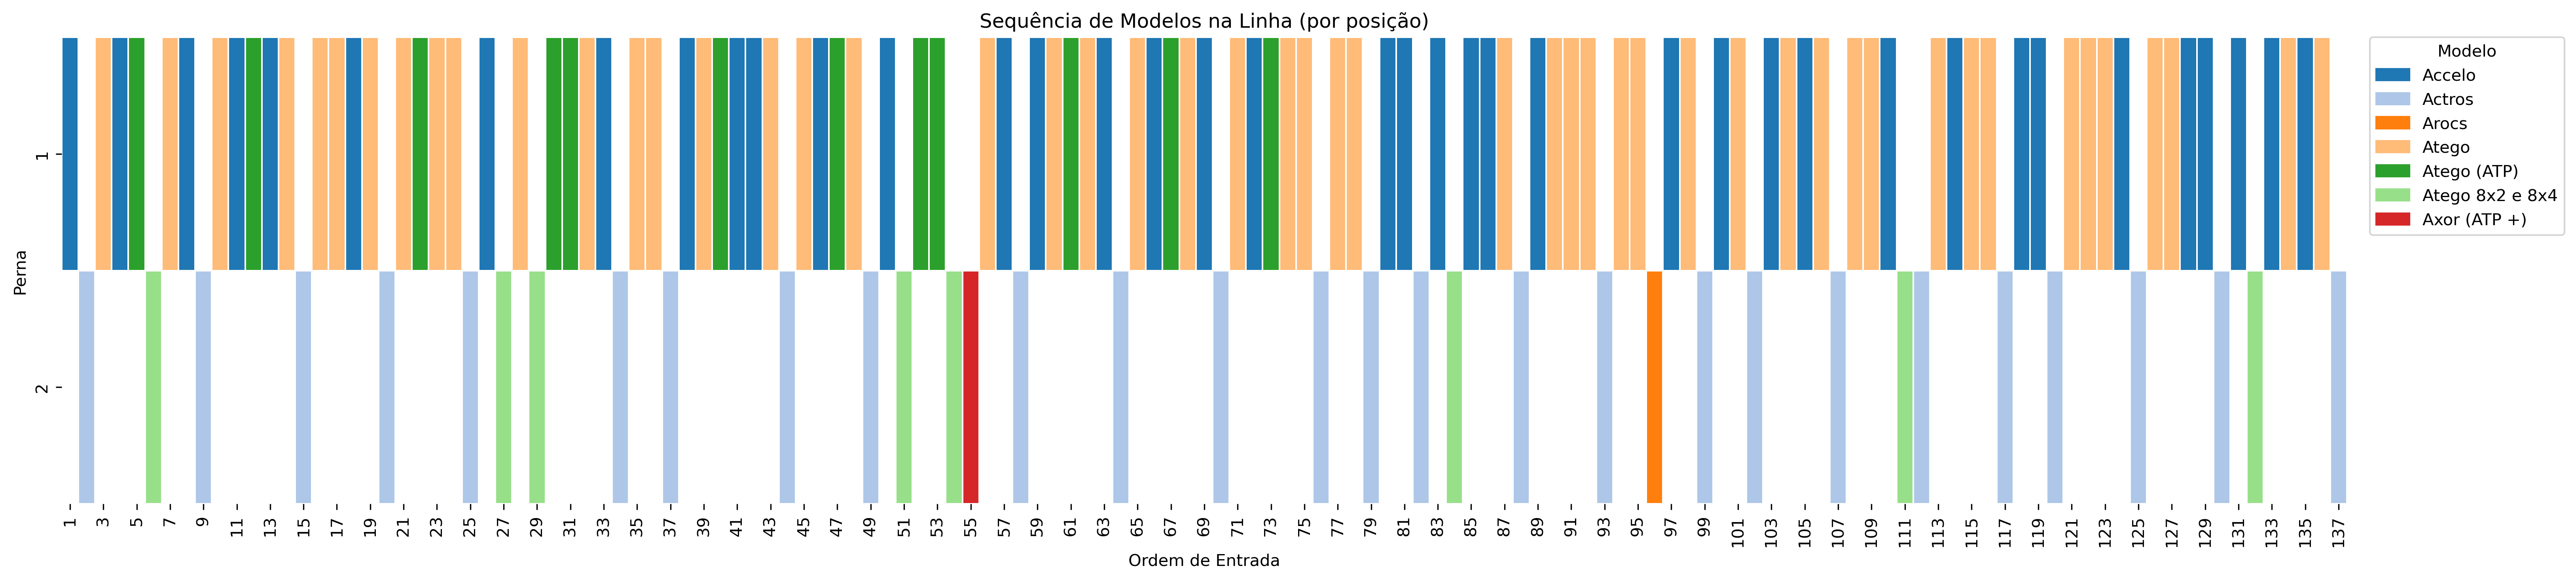 Sequência de Modelos na Linha (por posição)
Modelo
Accelo
Actros
Arocs
Atego
Atego (ATP)
Atego 8x2 e 8x4
Axor (ATP +)
Perna
1
2
1 3 5 7 9 11 13 15 17 19 21 23 25 27 29 31 33 35 37 39 41 43 45 47 49 51 53 55 57 59 61 63 65 67 69 71 73 75 77 79 81 83 85 87 89 91 93 95 97 99 101 103 105 107 109 111 113 115 117 119 121 123 125 127 129 131 133 135 137
Ordem de Entrada